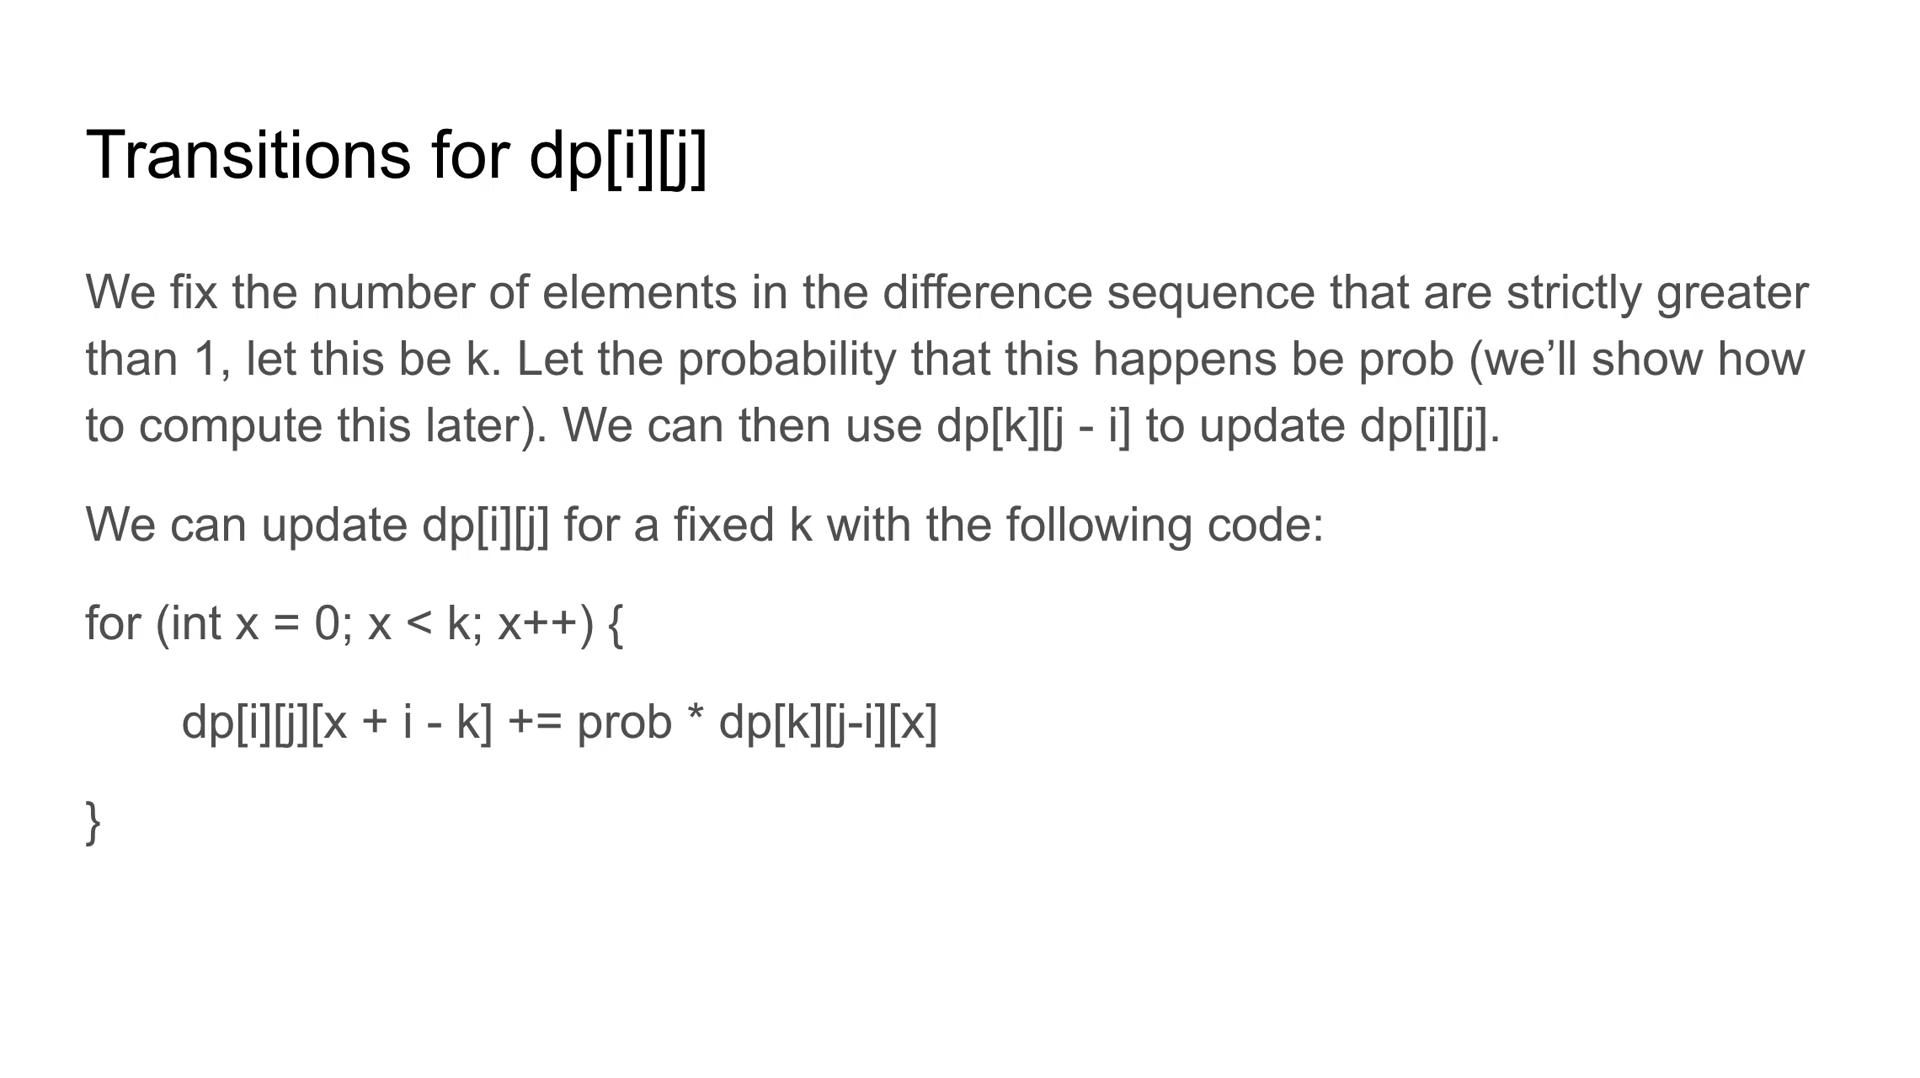 Transitions for dp[i][j]
We fix the number of elements in the difference sequence that are strictly greater
than 1, let this be k. Let the probability that this happens be prob (we’ll show how
to compute this later). We can then use dp[k][j - i] to update dp[i][j].
We can update dp[i][j] for a fixed k with the following code:
for (int x = 0; x < k; x++) {
dp[i][j][x + i - k] += prob * dp[k][j-i][x]
}